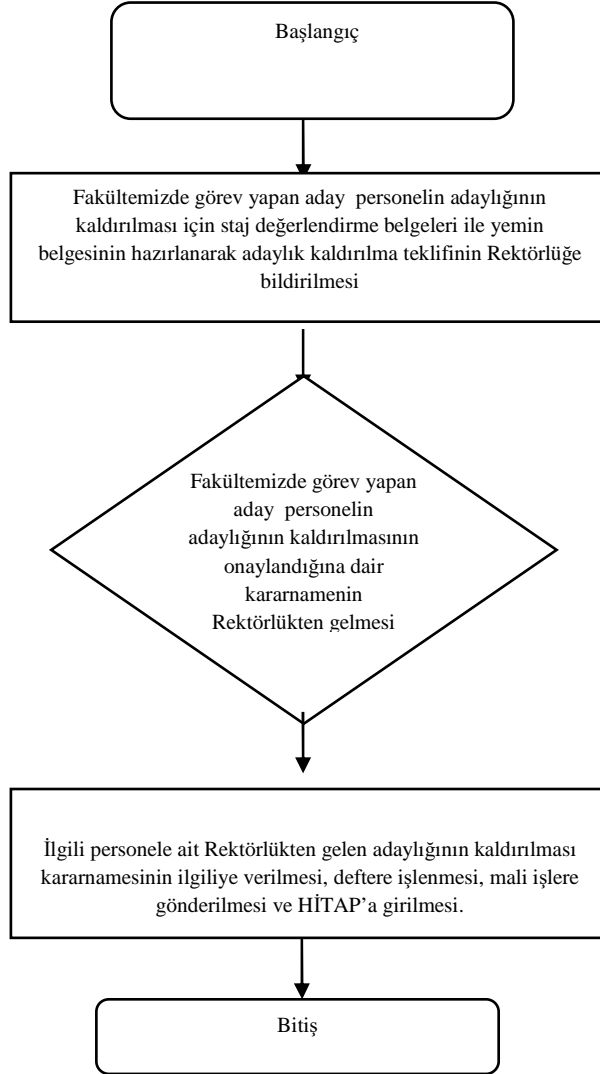 Başlangıç
Fakültemizde görev yapan aday personelin adaylığının
kaldırılması için staj değerlendirme belgeleri ile yemin
belgesinin hazırlanarak adaylık kaldırılma teklifinin Rektörlüğe
bildirilmesi
Fakültemizde görev yapan
aday personelin
adaylığının kaldırılmasının
onaylandığına dair
kararnamenin
Rektörlükten gelmesi
İlgili personele ait Rektörlükten gelen adaylığının kaldırılması
kararnamesinin ilgiliye verilmesi, deftere işlenmesi, mali işlere
gönderilmesi ve HİTAP’a girilmesi.
Bitiş